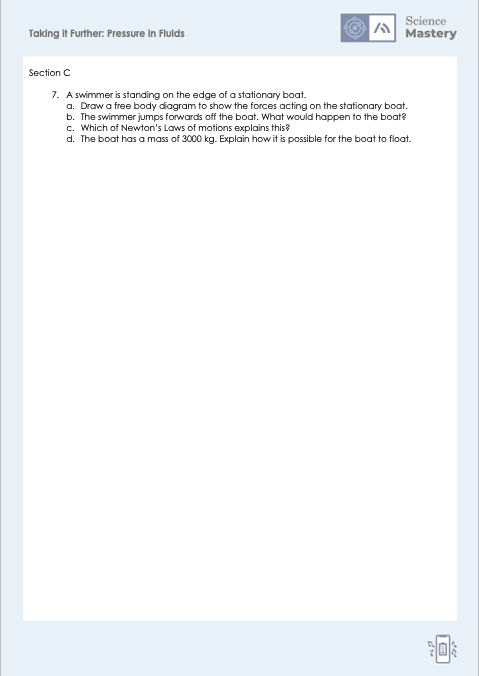 Taking it Further: Pressure in Fluids
Science
Mastery
Section C
7. A swimmer is standing on the edge of a stationary boat.
a. Draw a free body diagram to show the forces acting on the stationary boat.
b. The swimmer jumps forwards off the boat. What would happen to the boat?
c. Which of Newton's Laws of motions explains this?
d. The boat has a mass of 3000 kg. Explain how it is possible for the boat to float.